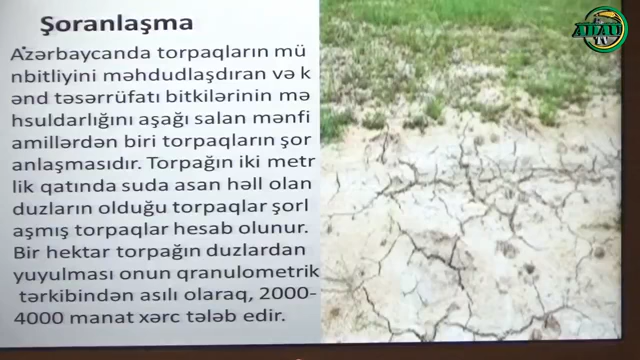 Şoranlaşma
Azərbaycanda torpaqların mü
nbitliyini məhdudlaşdıran və k
ənd təsərrüfatı bitkilərinin mə
hsuldarlığını aşağı salan mənfi
amillərdən biri torpaqların şor
anlaşmasıdır. Torpağın iki metr
lik qatında suda asan həll olan
duzların olduğu torpaqlar şorl
aşmış torpaqlar hesab olunur.
Bir hektar torpağın duzlardan
yuyulması onun qranulometrik
tərkibindən asılı olaraq, 2000-
4000 manat xərc tələb edir.
ADAU
TV